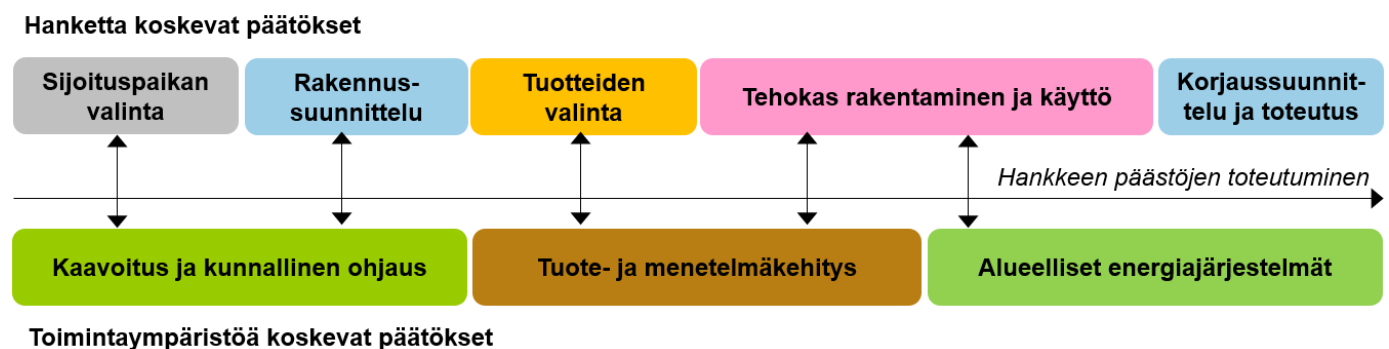 Hanketta koskevat päätökset
Sijoituspaikan
valinta
Rakennus-
suunnittelu
Tuotteiden
valinta
Tehokas rakentaminen ja käyttö
Korjaussuunnit-
telu ja toteutus
Hankkeen päästöjen toteutuminen
Kaavoitus ja kunnallinen ohjaus
Tuote- ja menetelmäkehitys
Alueelliset energiajärjestelmät
Toimintaympäristöä koskevat päätökset